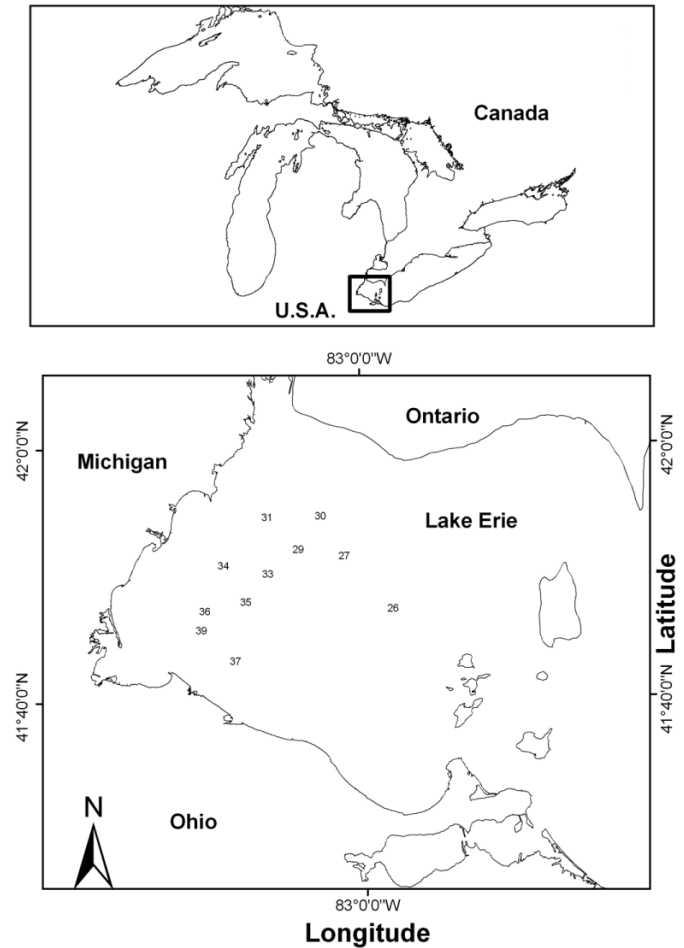 Canada
U.S.A.
83°0'0"W
Ontario
42°0'0"N
42°0'0"N
Michigan
31
30
Lake Erie
29
27
34
33
35
26
36
39
37
Latitude
41°40'0"N
41°40'0"N
N
Ohio
83°0'0"W
Longitude